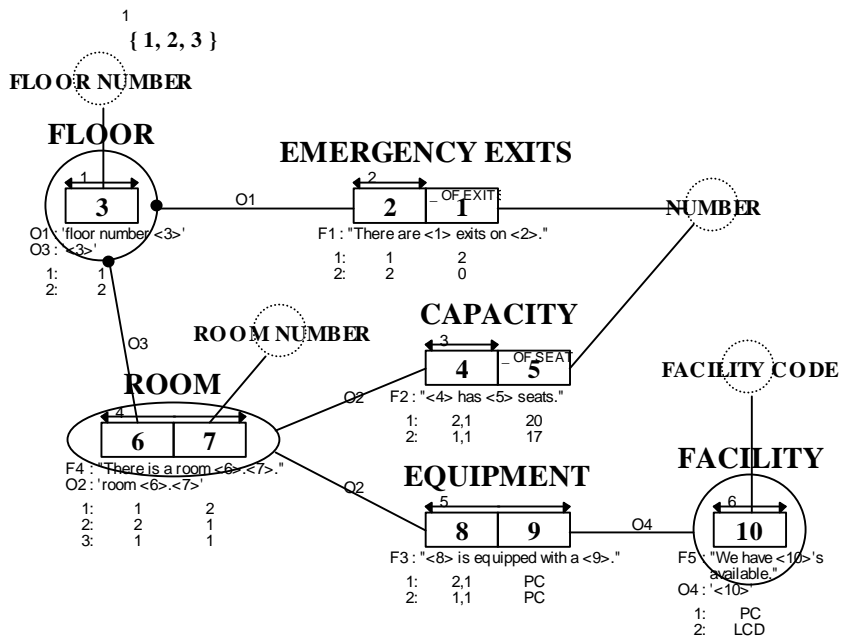 1
{ 1, 2, 3 }
FLOOR NUMBER
FLOOR
1
3
O1 : 'floor number <3>'
O3 : '<3>'
1: 1
2: 2
O1
EMERGENCY EXITS
2
_ OF EXITS
2 1
F1 : "There are <1> exits on <2>."
1: 1 2
2: 2 0
NUMBER
O3
ROOM NUMBER
ROOM
4
6 7
F4 : "There is a room <6>.<7>."
O2 : 'room <6>.<7>'
1: 1 2
2: 2 1
3: 1 1
O2
CAPACITY
3
_ OF SEAT
4 5
F2 : "<4> has <5> seats."
1: 2,1 20
2: 1,1 17
O2
EQUIPMENT
5
8 9
F3 : "<8> is equipped with a <9>."
1: 2,1 PC
2: 1,1 PC
O4
FACILITY CODE
FACILITY
6
10
F5 : "We have <10>'s
available."
O4 : '<10>'
1: PC
2: LCD